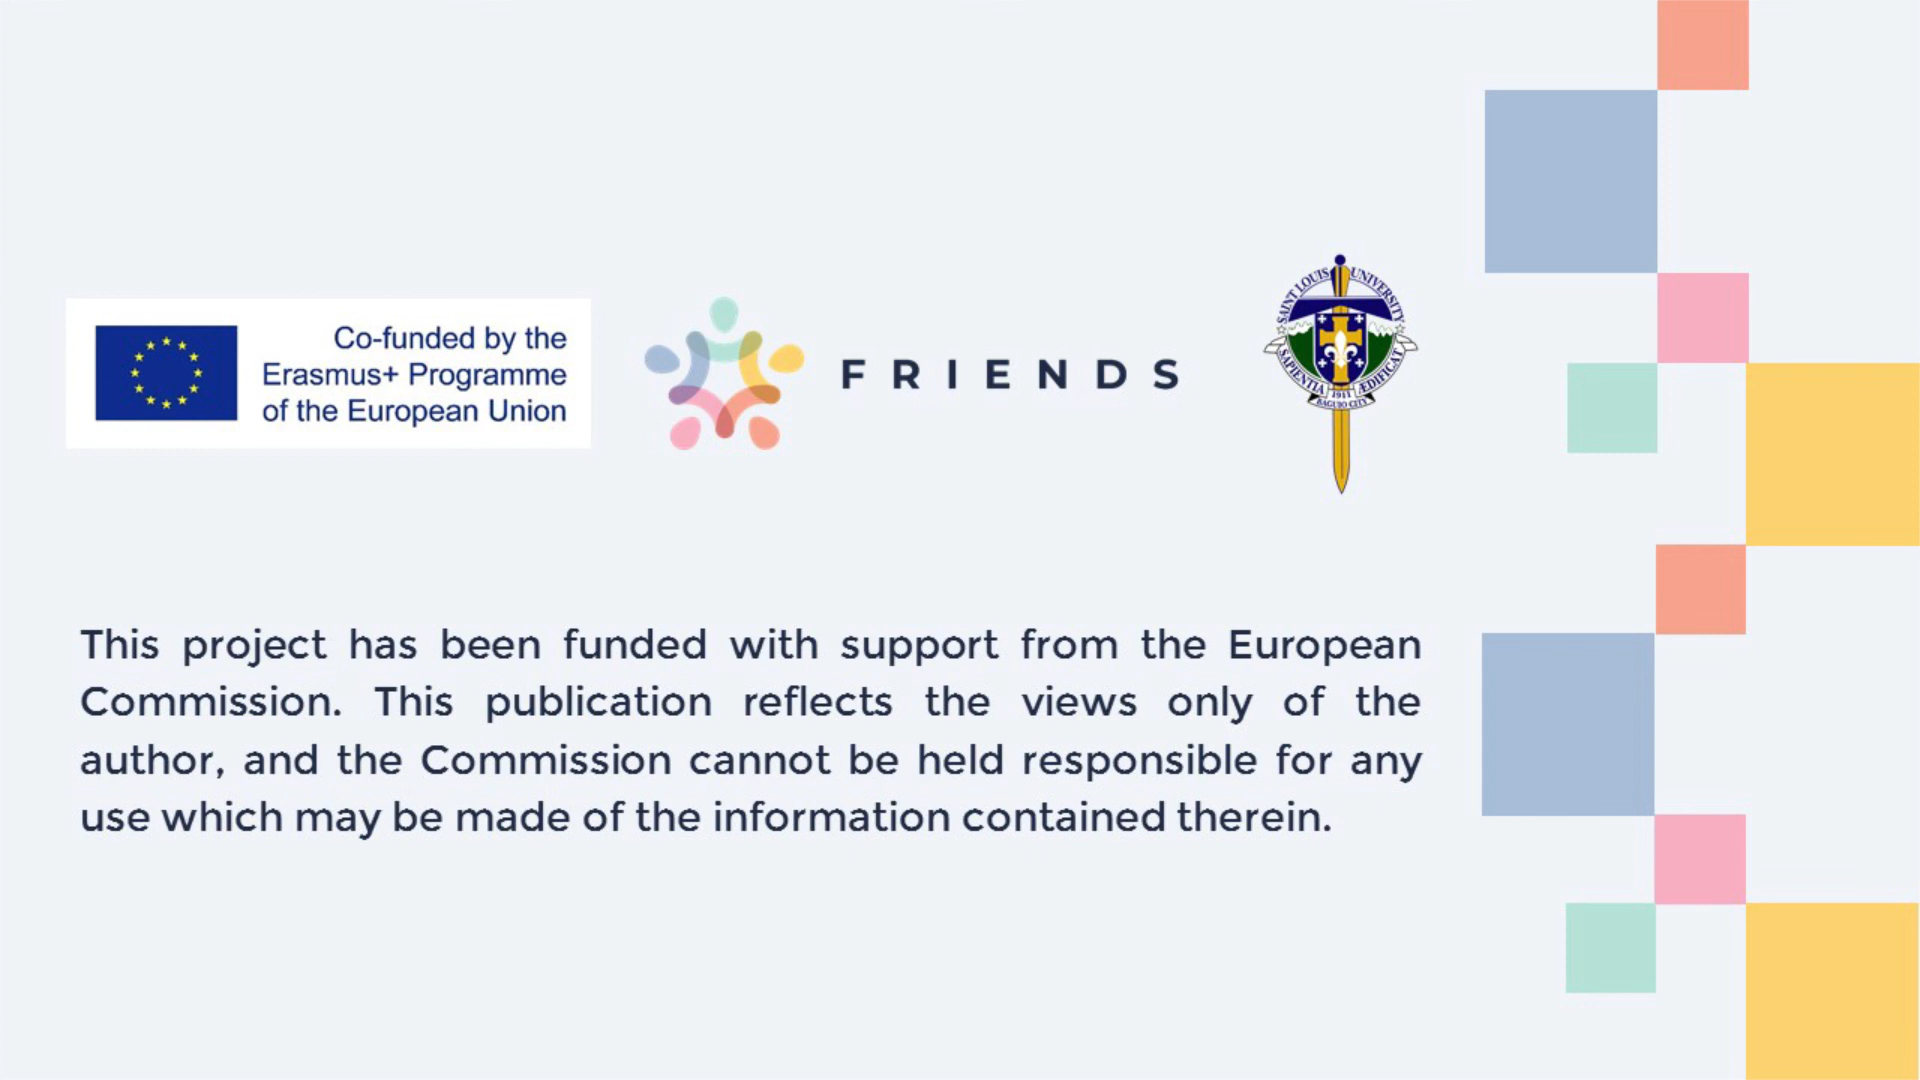 Co-funded by the
Erasmus+ Programme
of the European Union
FRIENDS
SAINT LOUIS UNIVERSITY
SAPIENTIA ÆDIFICAT
1911
BAGUIO CITY
This project has been funded with support from the European
Commission. This publication reflects the views only of the
author, and the Commission cannot be held responsible for any
use which may be made of the information contained therein.